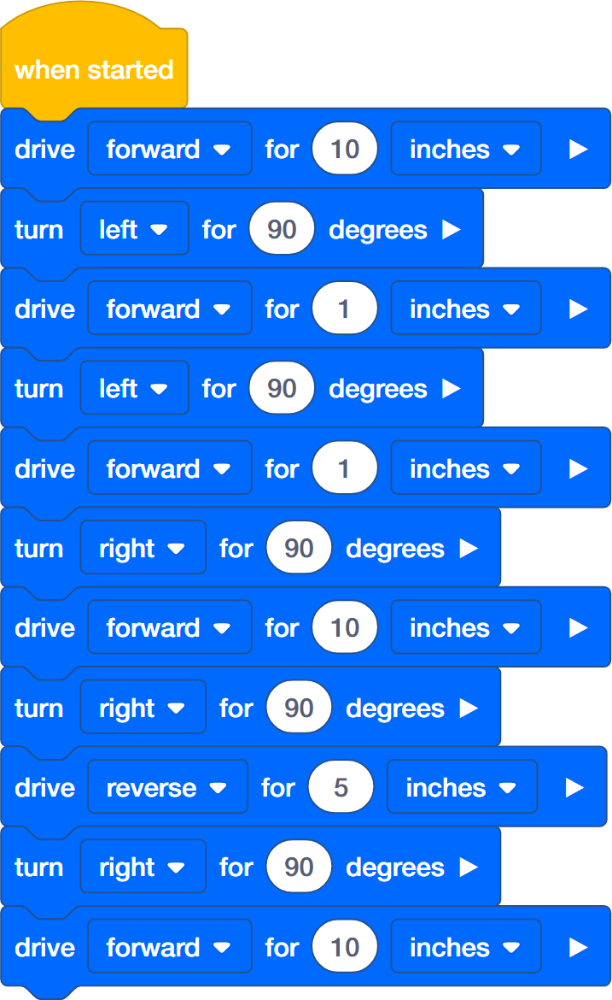 when started
drive forward for 10 inches
turn left for 90 degrees
drive forward for 1 inches
turn left for 90 degrees
drive forward for 1 inches
turn right for 90 degrees
drive forward for 10 inches
turn right for 90 degrees
drive reverse for 5 inches
turn right for 90 degrees
drive forward for 10 inches